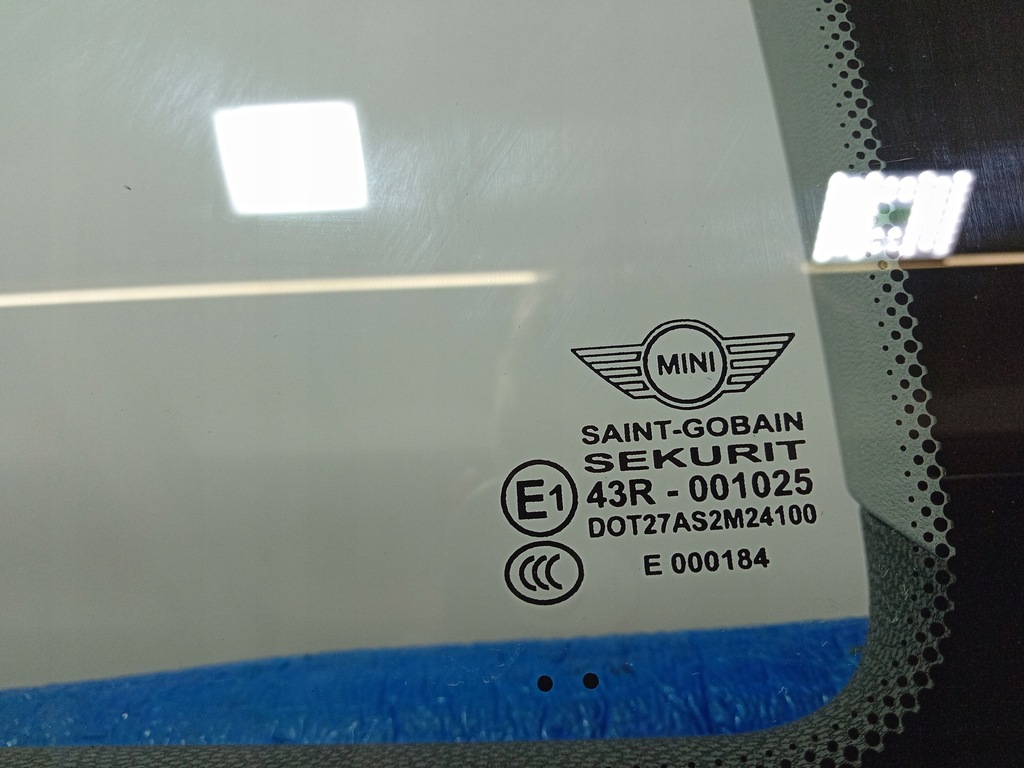 MINI
SAINT-GOBAIN
SEKURIT
E1 43R - 001025
DOT27AS2M24100
CCC E 000184